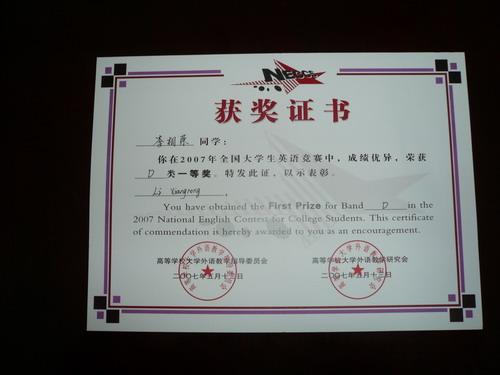 NECCS
获奖证书
李相荣 同学：
你在2007年全国大学生英语竞赛中，成绩优异，荣获
D 类一等奖。特发此证，以示表彰。
Li Xiangrong ,
You have obtained the First Prize for Band D in the
2007 National English Contest for College Students. This certificate
of commendation is hereby awarded to you as an encouragement.
高等学校大学外语教学指导委员会 高等学校大学外语教学研究会
二〇〇七年五月十三日 二〇〇七年五月十三日